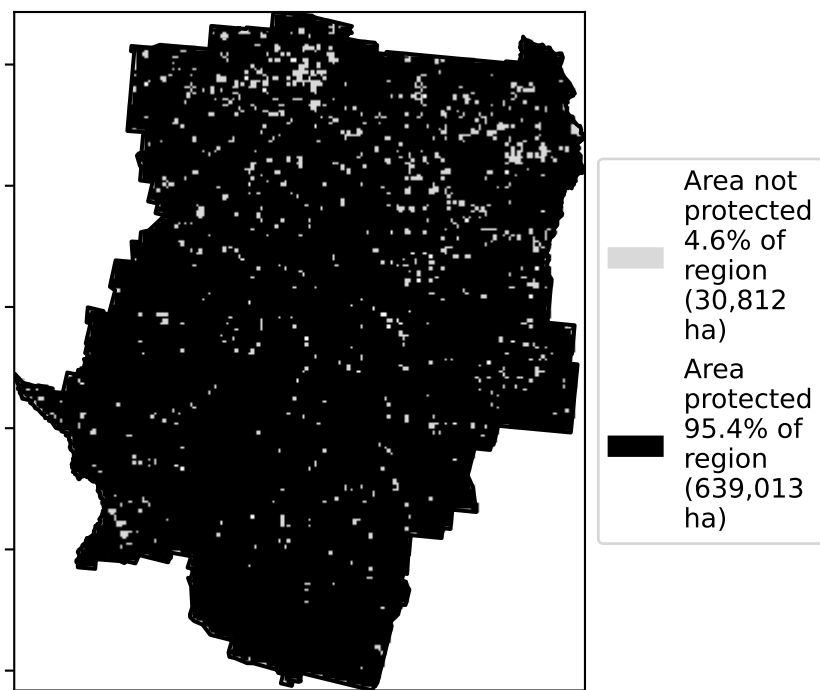 Area not
protected
4.6% of
region
(30,812
ha)
Area
protected
95.4% of
region
(639,013
ha)